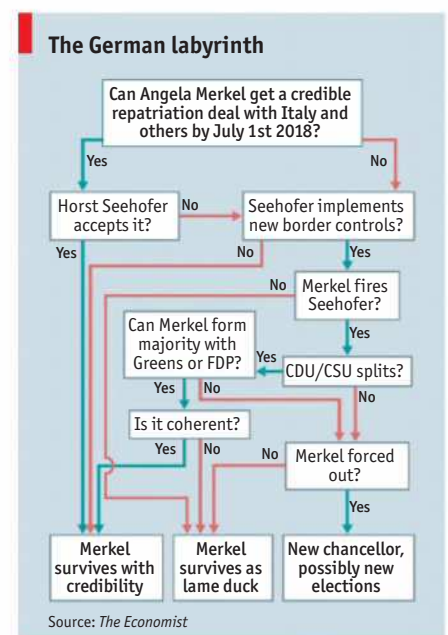 The German labyrinth
Can Angela Merkel get a credible
repatriation deal with Italy and
others by July 1st 2018?
Yes
No
Horst Seehofer
accepts it?
No
Seehofer implements
new border controls?
Yes
No
Yes
No
Merkel fires
Seehofer?
Can Merkel form
majority with
Greens or FDP?
Yes
Yes
CDU/CSU splits?
Yes
No
No
Is it coherent?
Yes
No
No
Merkel forced
out?
Yes
Merkel
survives with
credibility
Merkel
survives as
lame duck
New chancellor,
possibly new
elections
Source: The Economist